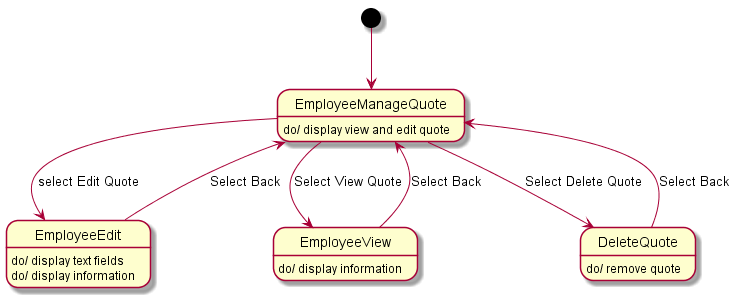 EmployeeManageQuote
do/ display view and edit quote
select Edit Quote
Select Back
Select View Quote
Select Back
Select Delete Quote
Select Back
EmployeeEdit
do/ display text fields
do/ display information
EmployeeView
do/ display information
DeleteQuote
do/ remove quote